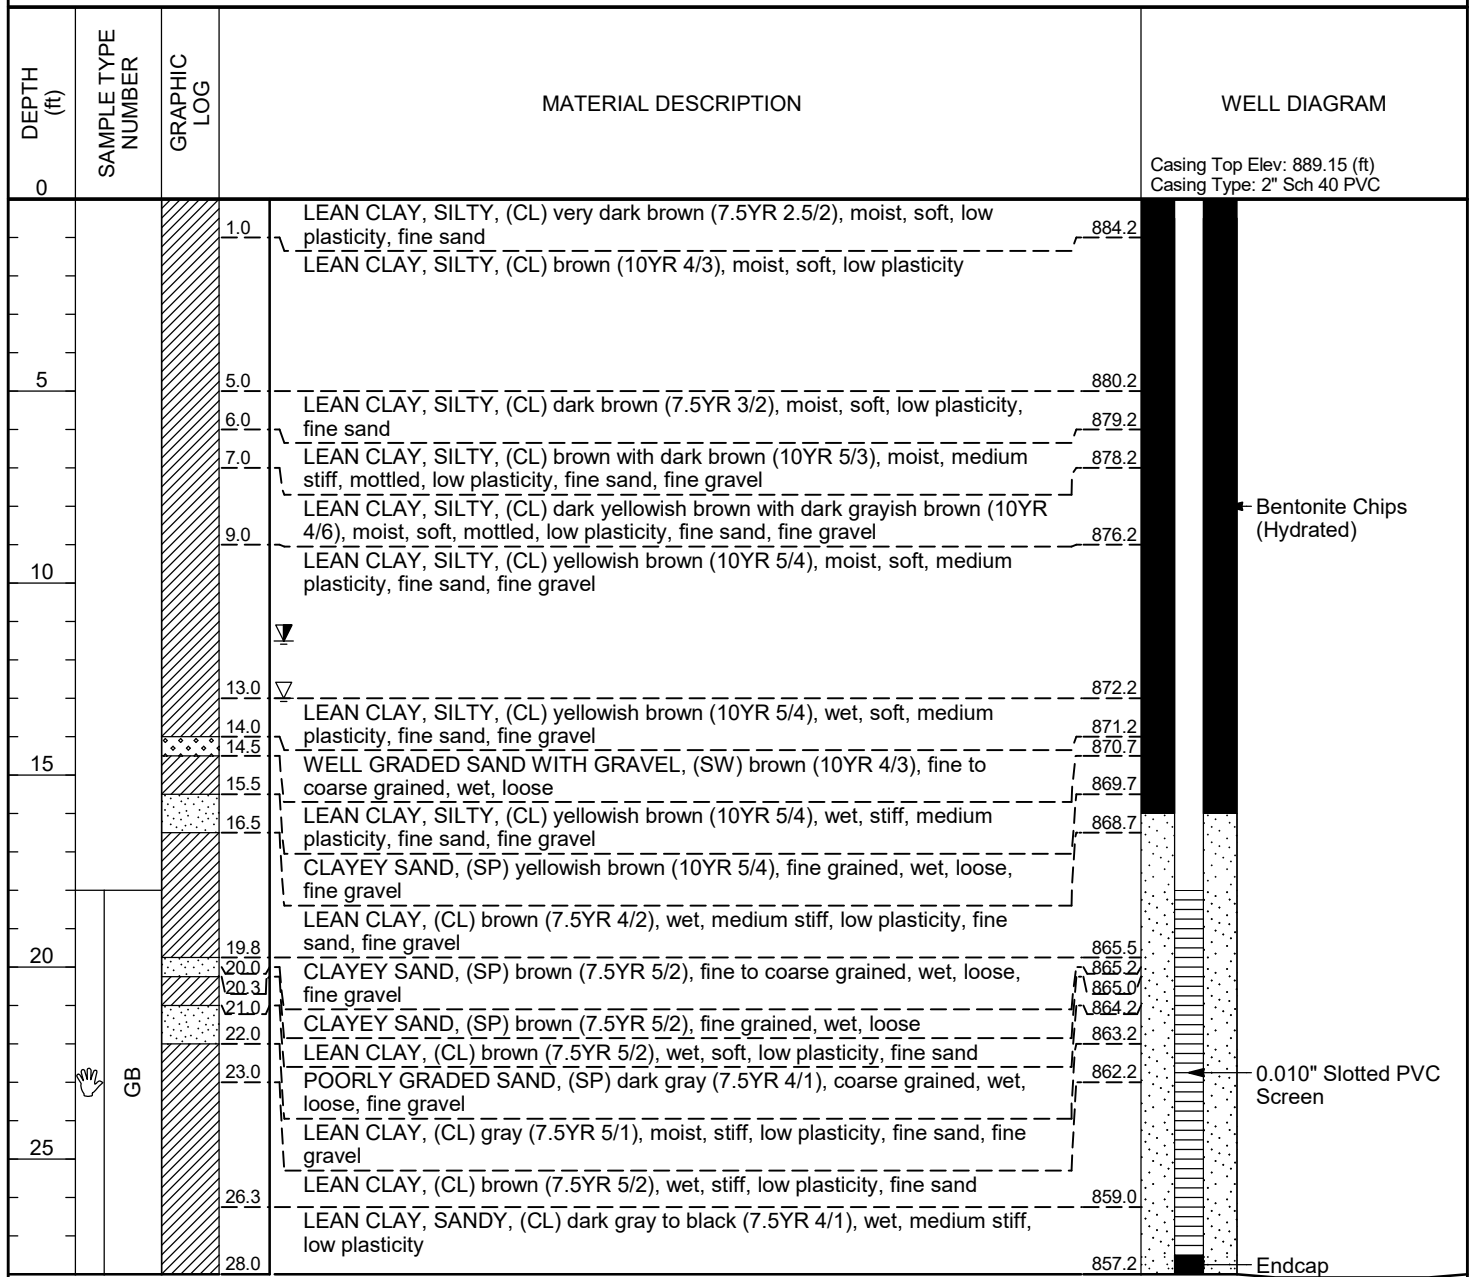 DEPTH
(ft)
SAMPLE TYPE
NUMBER
GRAPHIC
LOG
MATERIAL DESCRIPTION
WELL DIAGRAM
Casing Top Elev: 889.15 (ft)
Casing Type: 2" Sch 40 PVC
0
LEAN CLAY, SILTY, (CL) very dark brown (7.5YR 2.5/2), moist, soft, low
1.0
plasticity, fine sand
884.2
LEAN CLAY, SILTY, (CL) brown (10YR 4/3), moist, soft, low plasticity
5
5.0
880.2
LEAN CLAY, SILTY, (CL) dark brown (7.5YR 3/2), moist, soft, low plasticity,
fine sand
6.0
879.2
LEAN CLAY, SILTY, (CL) brown with dark brown (10YR 5/3), moist, medium
stiff, mottled, low plasticity, fine sand, fine gravel
7.0
878.2
LEAN CLAY, SILTY, (CL) dark yellowish brown with dark grayish brown (10YR
4/6), moist, soft, mottled, low plasticity, fine sand, fine gravel
Bentonite Chips
(Hydrated)
9.0
876.2
LEAN CLAY, SILTY, (CL) yellowish brown (10YR 5/4), moist, soft, medium
plasticity, fine sand, fine gravel
10
13.0
872.2
LEAN CLAY, SILTY, (CL) yellowish brown (10YR 5/4), wet, soft, medium
plasticity, fine sand, fine gravel
14.0
871.2
14.5
870.7
WELL GRADED SAND WITH GRAVEL, (SW) brown (10YR 4/3), fine to
coarse grained, wet, loose
15
15.5
869.7
LEAN CLAY, SILTY, (CL) yellowish brown (10YR 5/4), wet, stiff, medium
plasticity, fine sand, fine gravel
16.5
868.7
CLAYEY SAND, (SP) yellowish brown (10YR 5/4), fine grained, wet, loose,
fine gravel
LEAN CLAY, (CL) brown (7.5YR 4/2), wet, medium stiff, low plasticity, fine
sand, fine gravel
19.8
865.5
20
20.0
865.2
CLAYEY SAND, (SP) brown (7.5YR 5/2), fine to coarse grained, wet, loose,
fine gravel
20.3
865.0
21.0
864.2
CLAYEY SAND, (SP) brown (7.5YR 5/2), fine grained, wet, loose
22.0
863.2
LEAN CLAY, (CL) brown (7.5YR 5/2), wet, soft, low plasticity, fine sand
23.0
862.2
POORLY GRADED SAND, (SP) dark gray (7.5YR 4/1), coarse grained, wet,
loose, fine gravel
GB
0.010" Slotted PVC
Screen
LEAN CLAY, (CL) gray (7.5YR 5/1), moist, stiff, low plasticity, fine sand, fine
gravel
25
LEAN CLAY, (CL) brown (7.5YR 5/2), wet, stiff, low plasticity, fine sand
26.3
859.0
LEAN CLAY, SANDY, (CL) dark gray to black (7.5YR 4/1), wet, medium stiff,
low plasticity
28.0
857.2
Endcap